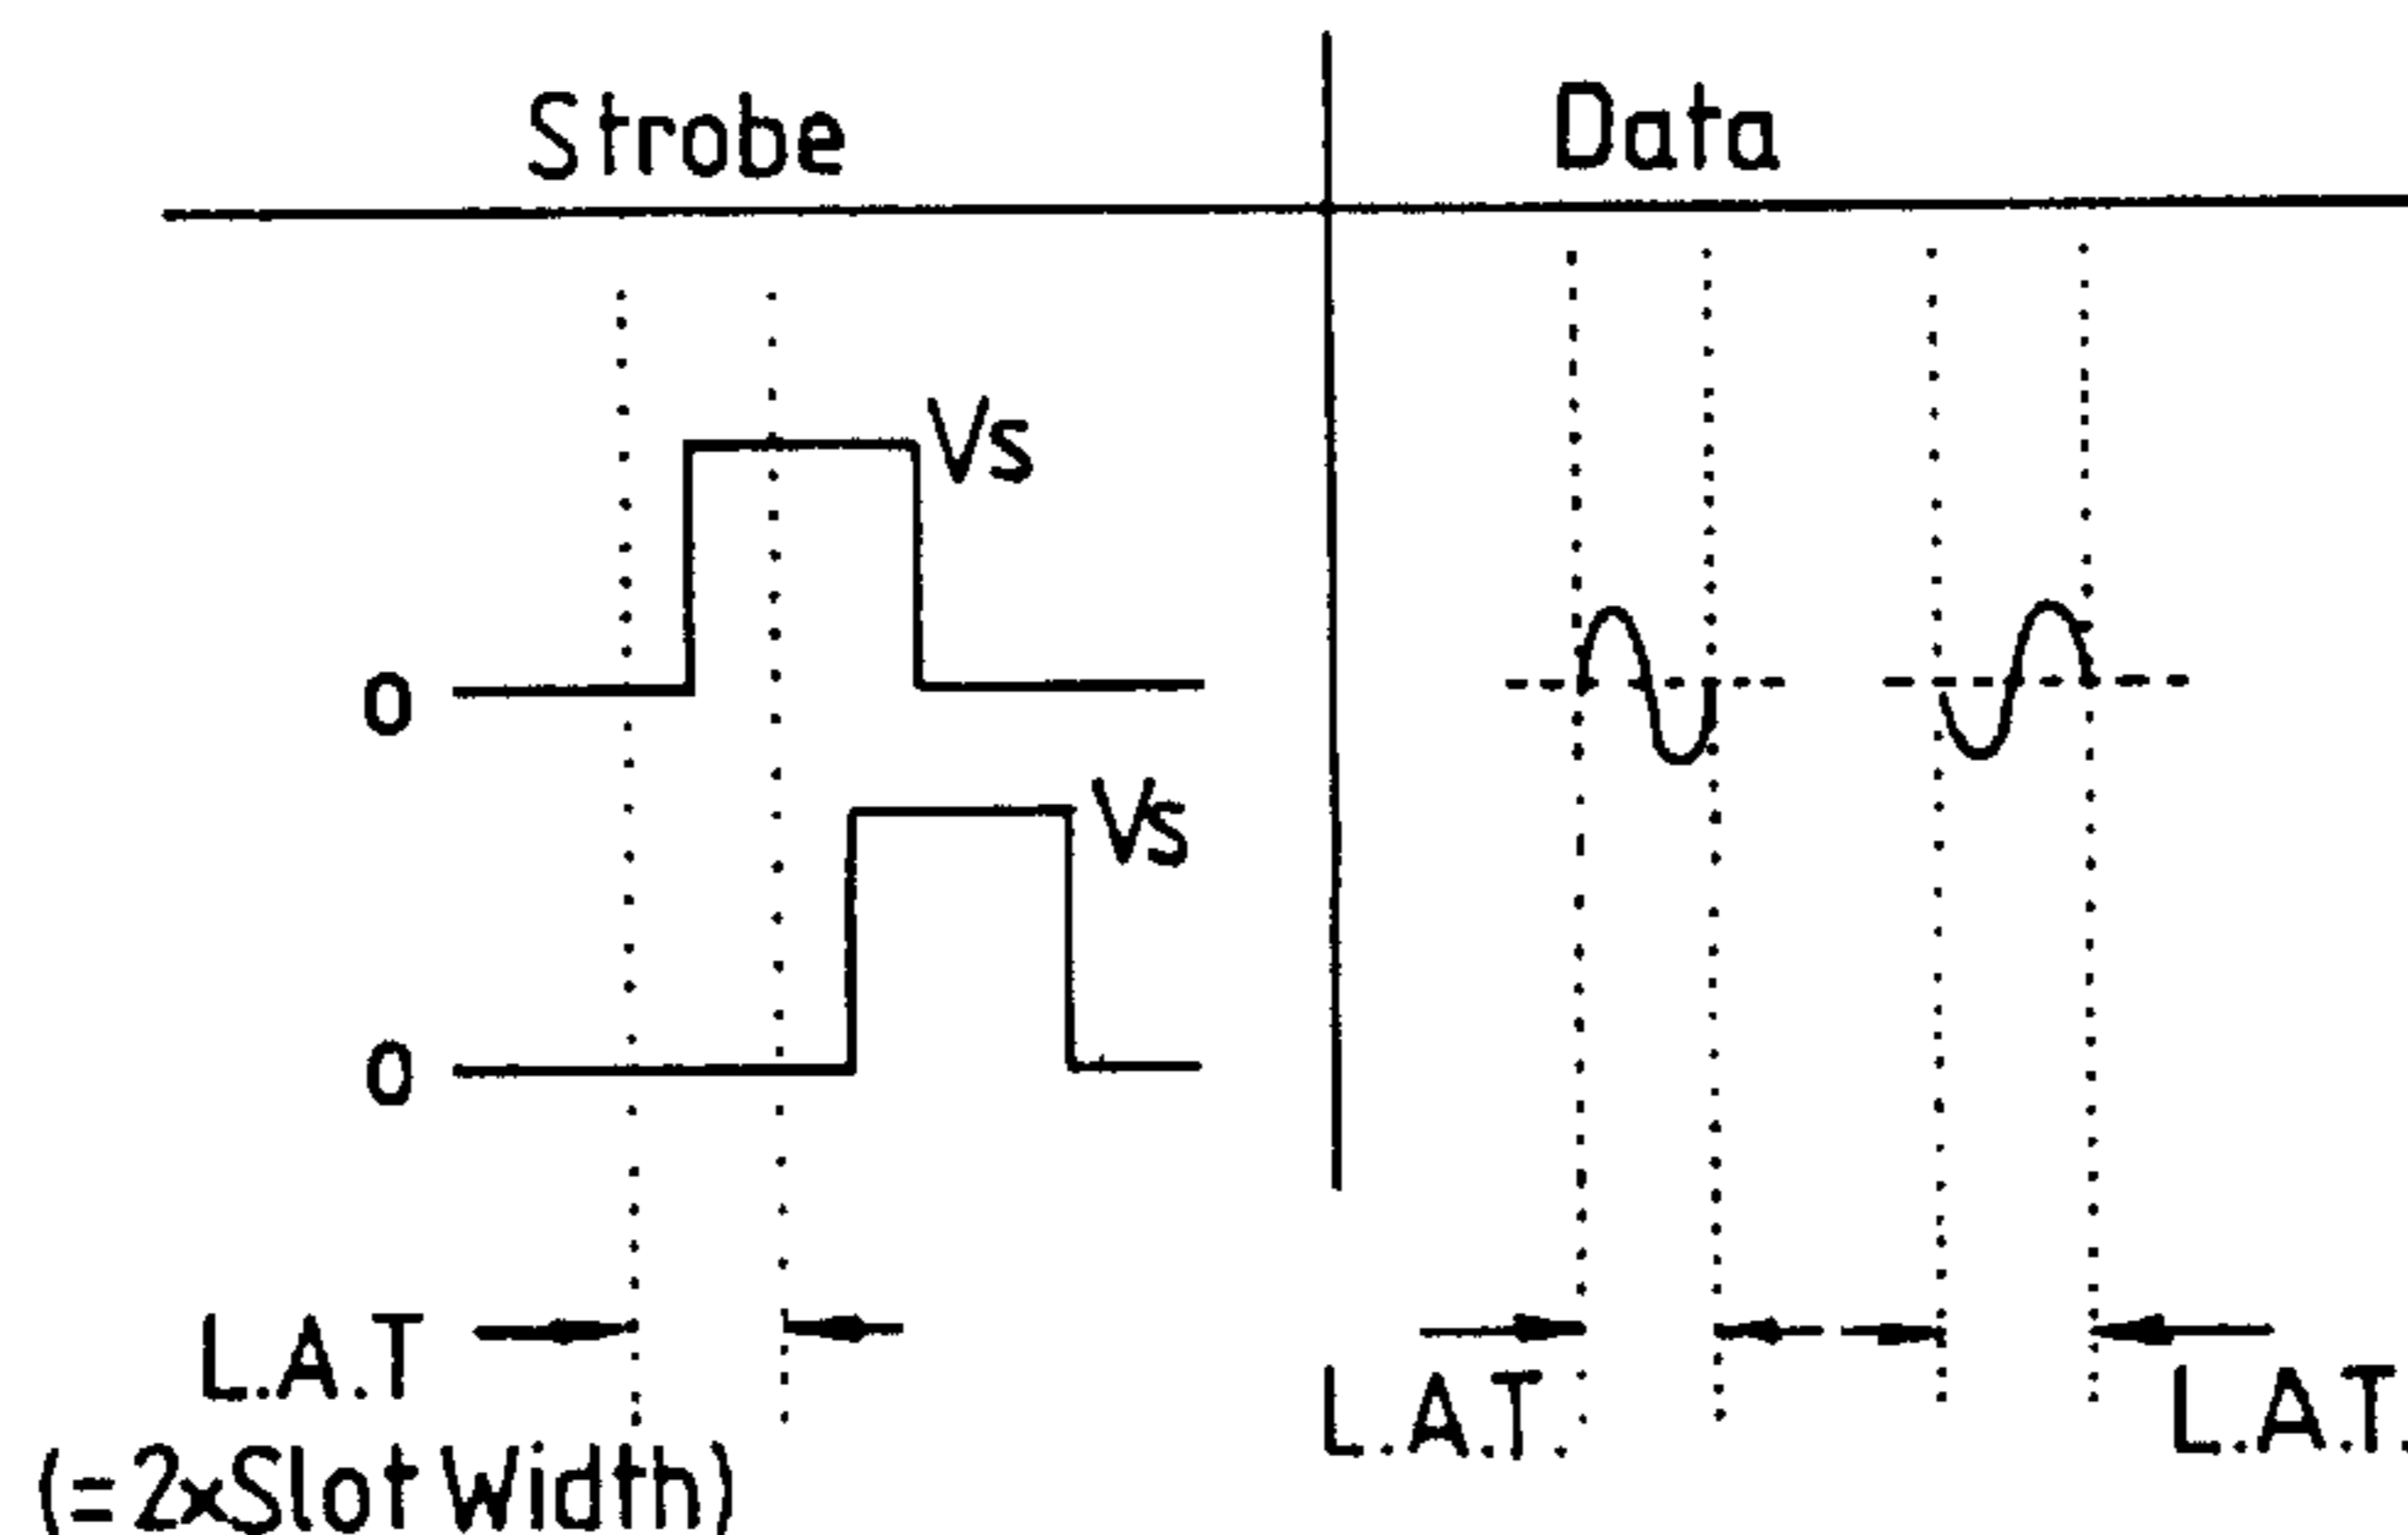 Strobe
Data
Vs
0
Vs
0
L.A.T
(=2xSlot Width)
L.A.T.
L.A.T.